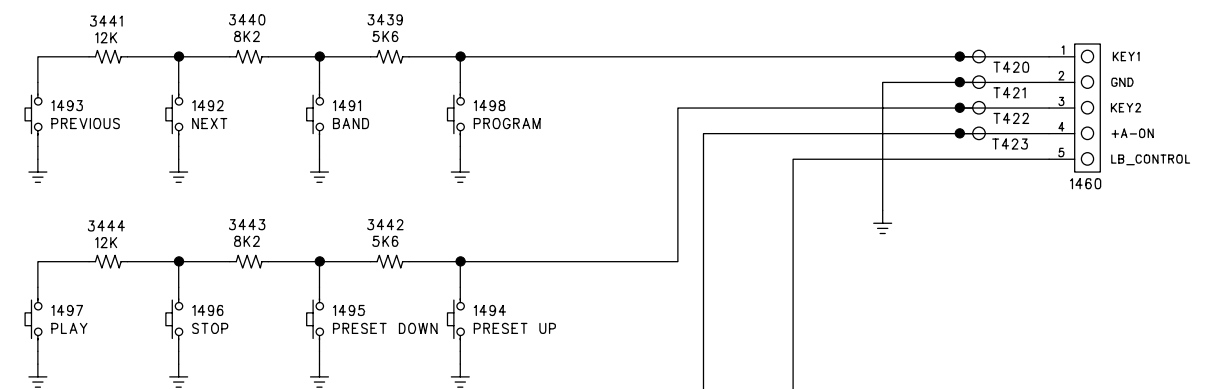 3441
12K
3440
8K2
3439
5K6
1493
PREVIOUS
1492
NEXT
1491
BAND
1498
PROGRAM
T420
T421
T422
T423
1
2
3
4
5
KEY1
GND
KEY2
+A-ON
LB_CONTROL
1460
3444
12K
3443
8K2
3442
5K6
1497
PLAY
1496
STOP
1495
PRESET DOWN
1494
PRESET UP